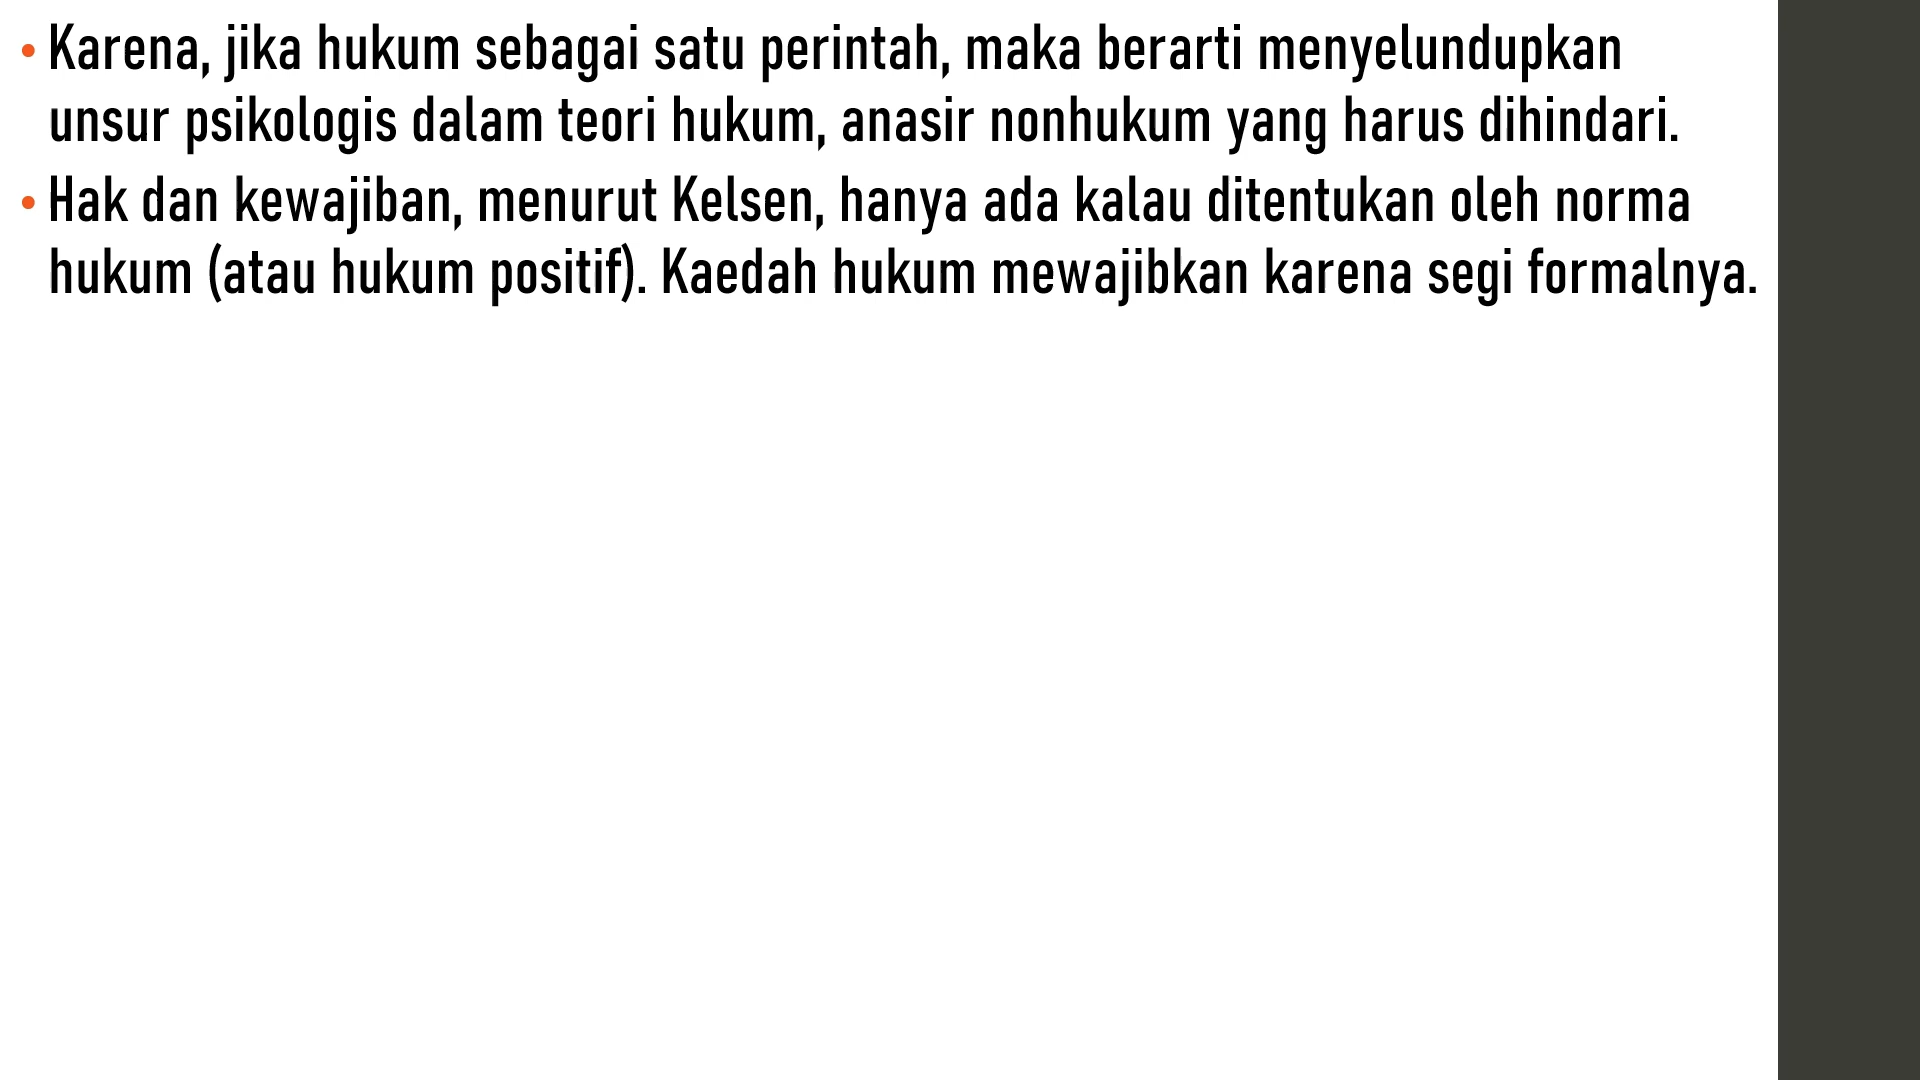 • Karena, jika hukum sebagai satu perintah, maka berarti menyelundupkan
unsur psikologis dalam teori hukum, anasir nonhukum yang harus dihindari.
• Hak dan kewajiban, menurut Kelsen, hanya ada kalau ditentukan oleh norma
hukum (atau hukum positif). Kaedah hukum mewajibkan karena segi formalnya.